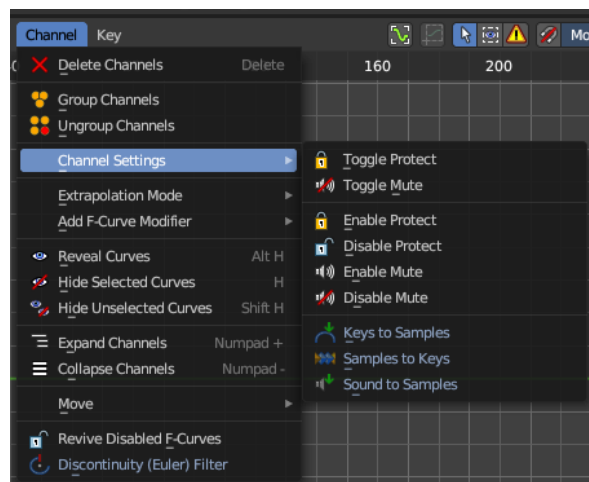 Channel Key Mo
160 200
Delete Channels Delete
Group Channels
Ungroup Channels
Channel Settings
Extrapolation Mode
Add F-Curve Modifier
Reveal Curves Alt H
Hide Selected Curves H
Hide Unselected Curves Shift H
Expand Channels Numpad +
Collapse Channels Numpad -
Move
Revive Disabled F-Curves
Discontinuity (Euler) Filter
Toggle Protect
Toggle Mute
Enable Protect
Disable Protect
Enable Mute
Disable Mute
Keys to Samples
Samples to Keys
Sound to Samples